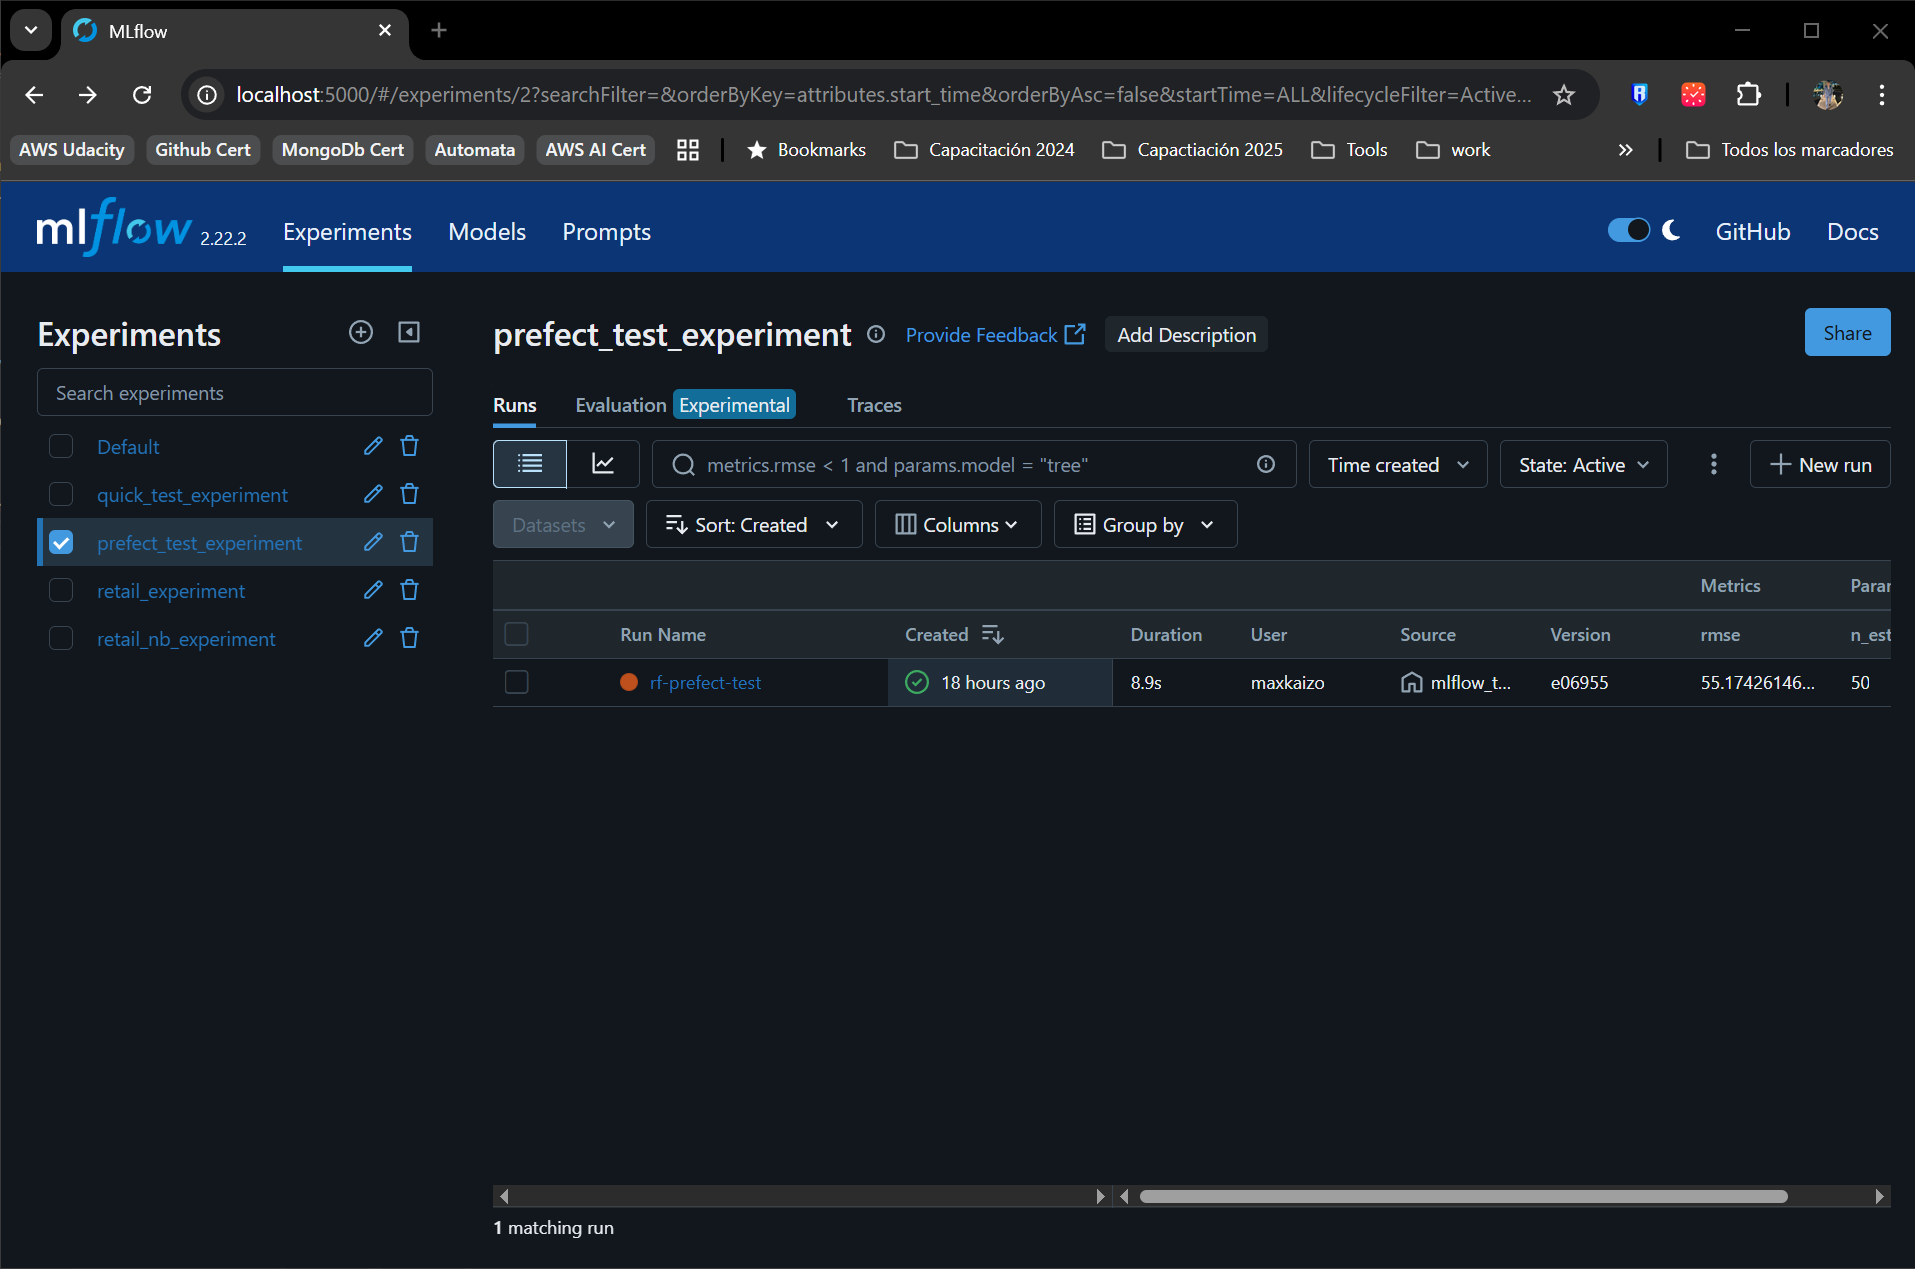 MLflow
localhost:5000/#/experiments/2?searchFilter=&orderByKey=attributes.start_time&orderByAsc=false&startTime=ALL&lifecycleFilter=Active...
AWS Udacity Github Cert MongoDb Cert Automata AWS AI Cert Bookmarks Capacitación 2024 Capactiación 2025 Tools work » Todos los marcadores
mlflow 2.22.2 Experiments Models Prompts GitHub Docs
Experiments
Search experiments
Default
quick_test_experiment
prefect_test_experiment
retail_experiment
retail_nb_experiment
prefect_test_experiment Provide Feedback Add Description Share
Runs Evaluation Experimental Traces
metrics.rmse < 1 and params.model = "tree" Time created State: Active New run
Datasets Sort: Created Columns Group by
Metrics Parar
Run Name Created Duration User Source Version rmse n_est
rf-prefect-test 18 hours ago 8.9s maxkaizo mlflow_t... e06955 55.17426146... 50
1 matching run